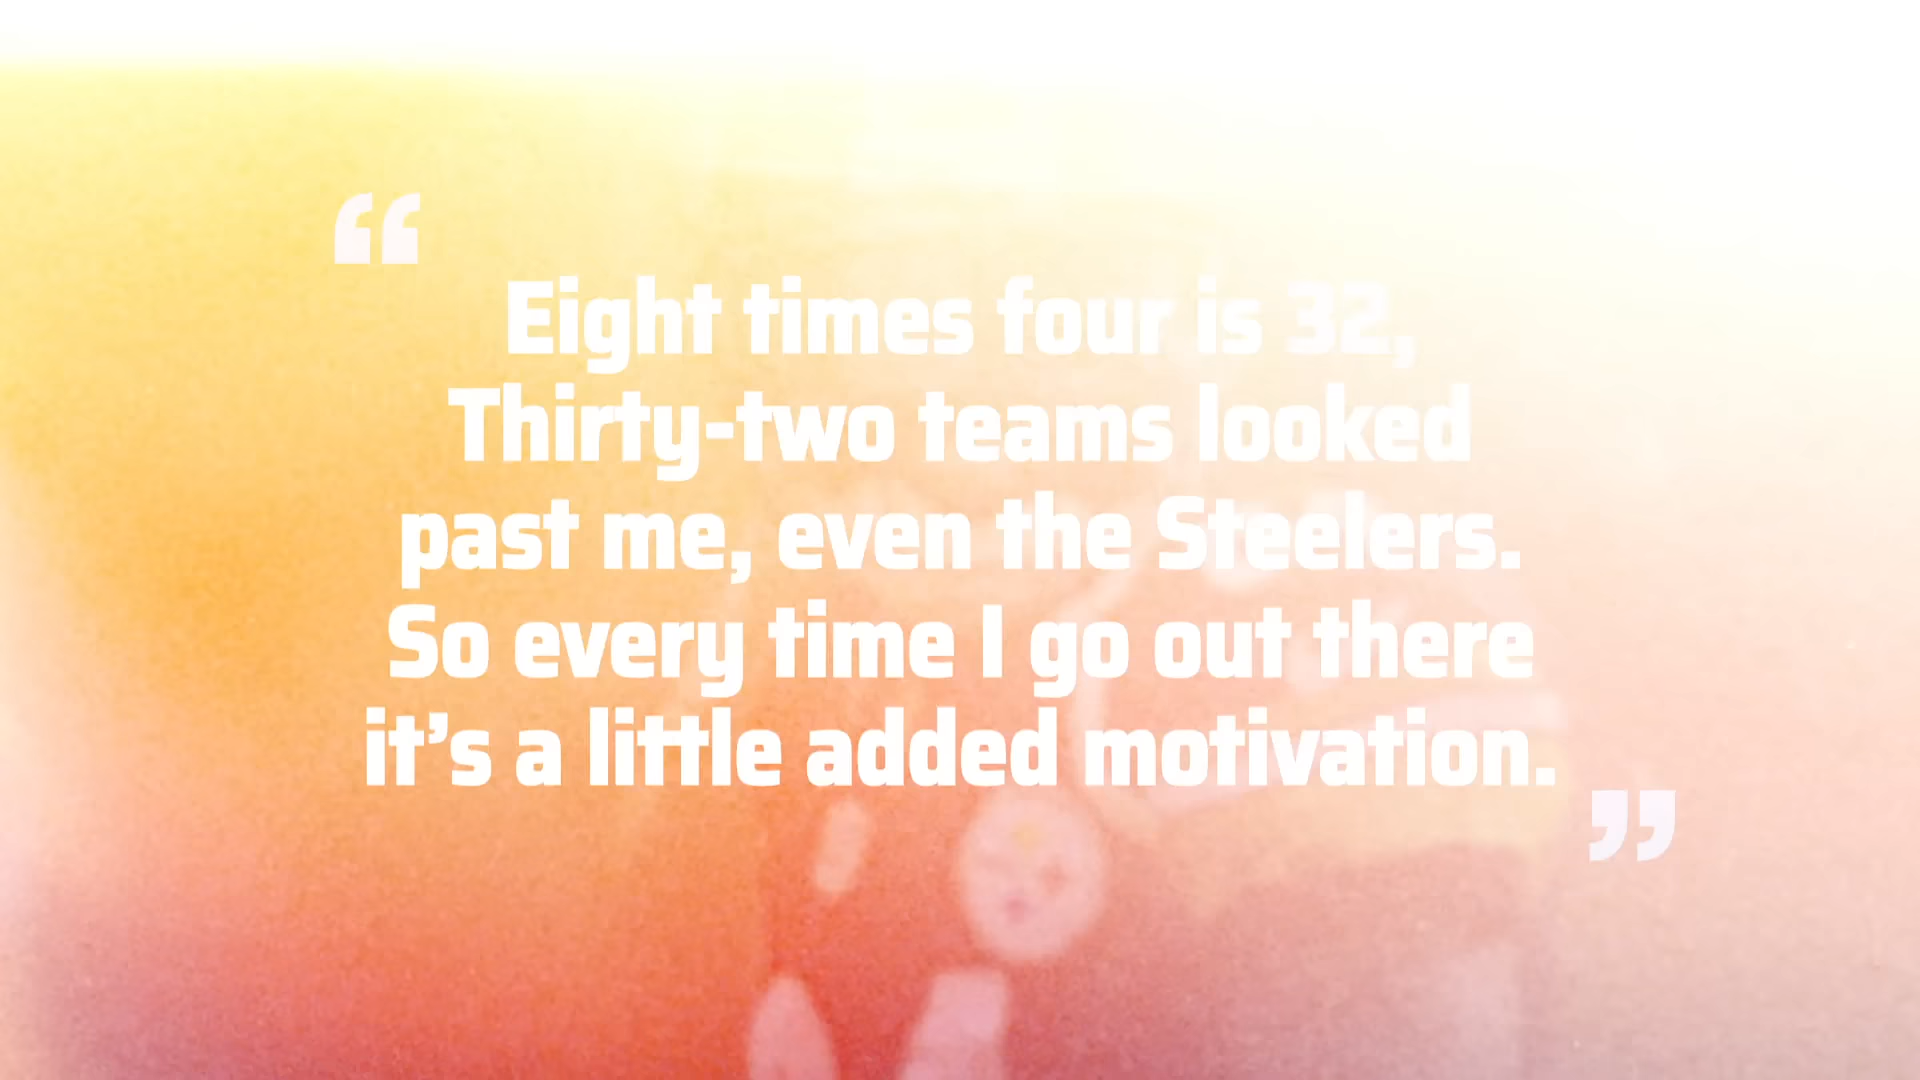 “
Eight times four is 32,
Thirty-two teams looked
past me, even the Steelers.
So every time I go out there
it’s a little added motivation.
”